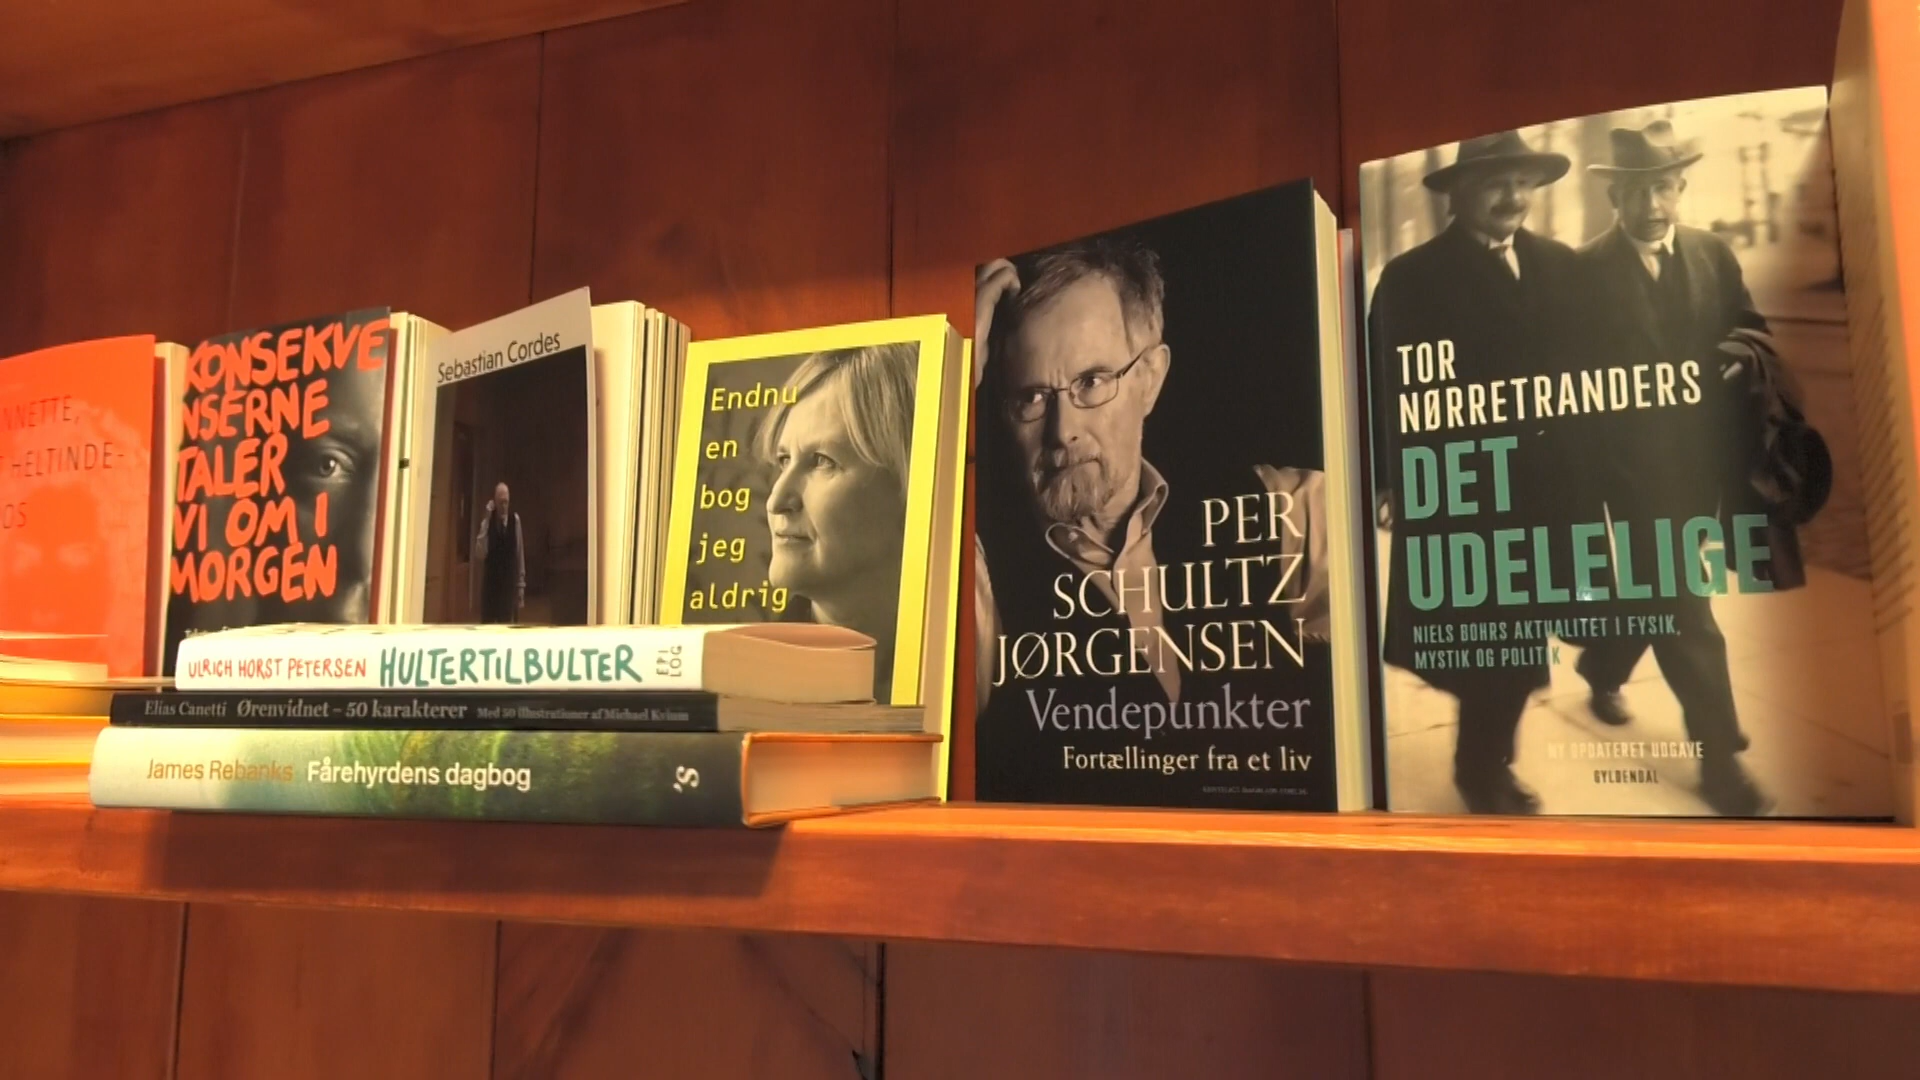 NNETTE,
HELTINDE-
OS
KONSEKVE
NSERNE
TALER
VI OM I
MORGEN
Sebastian Cordes
Endnu
en
bog
jeg
aldrig
ULRICH HORST PETERSEN HULTERTILBULTER EPI
LOG
Elias Canetti Ørenvidnet – 50 karakterer Med 50 illustrationer af Michael Kvium
James Rebanks Fårehyrdens dagbog 'S
PER
SCHULTZ
JØRGENSEN
Vendepunkter
Fortællinger fra et liv
TOR
NØRRETRANDERS
DET
UDELELIGE
NIELS BOHRS AKTUALITET I FYSIK,
MYSTIK OG POLITIK
NY OPDATERET UDGAVE
GYLDENDAL